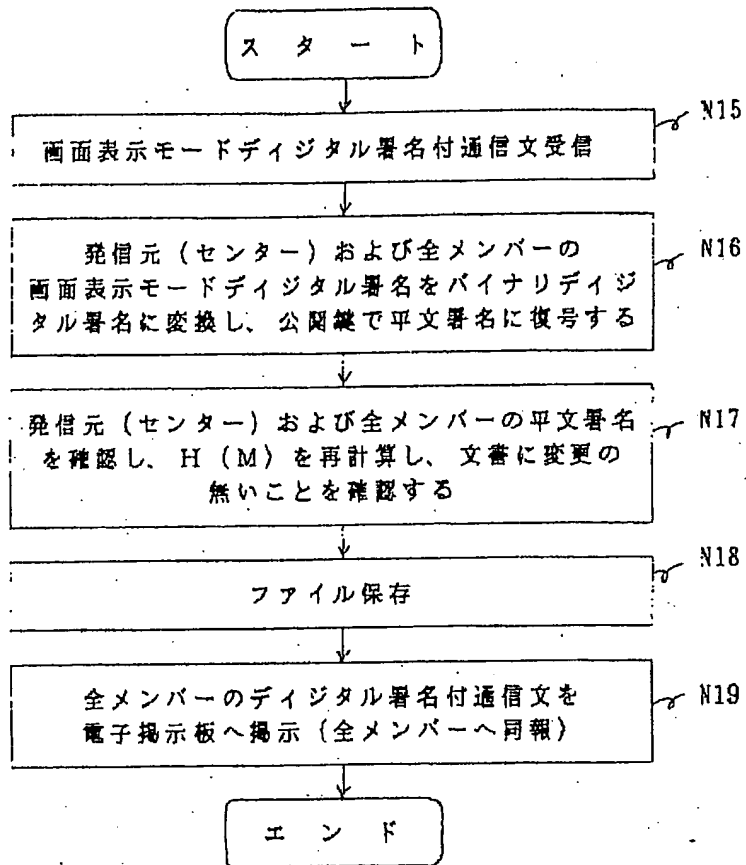 スタート
N15
画面表示モードディジタル署名付通信文受信
N16
発信元（センター）および全メンバーの
画面表示モードディジタル署名をバイナリディジ
タル署名に変換し、公開鍵で平文署名に復号する
N17
発信元（センター）および全メンバーの平文署名
を確認し、H（M）を再計算し、文書に変更の
無いことを確認する
N18
ファイル保存
N19
全メンバーのディジタル署名付通信文を
電子掲示板へ掲示（全メンバーへ同報）
エンド